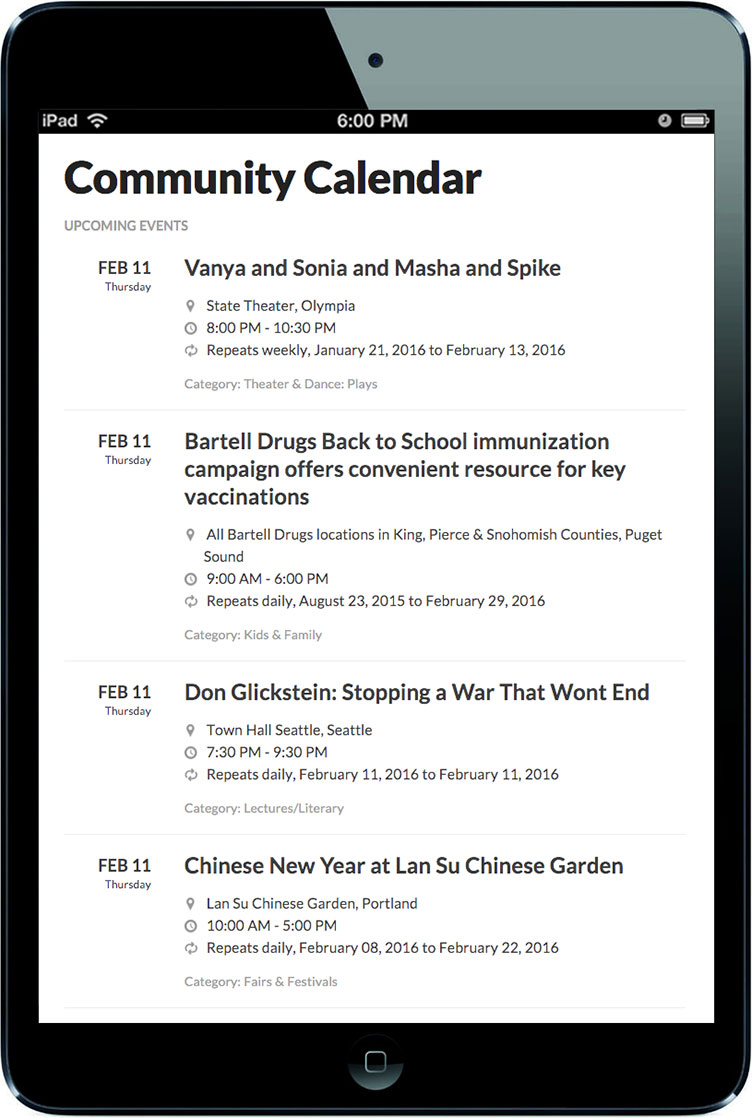 iPad 6:00 PM
Community Calendar
UPCOMING EVENTS
FEB 11
Thursday
Vanya and Sonia and Masha and Spike
State Theater, Olympia
8:00 PM - 10:30 PM
Repeats weekly, January 21, 2016 to February 13, 2016
Category: Theater & Dance: Plays
FEB 11
Thursday
Bartell Drugs Back to School immunization
campaign offers convenient resource for key
vaccinations
All Bartell Drugs locations in King, Pierce & Snohomish Counties, Puget
Sound
9:00 AM - 6:00 PM
Repeats daily, August 23, 2015 to February 29, 2016
Category: Kids & Family
FEB 11
Thursday
Don Glickstein: Stopping a War That Wont End
Town Hall Seattle, Seattle
7:30 PM - 9:30 PM
Repeats daily, February 11, 2016 to February 11, 2016
Category: Lectures/Literary
FEB 11
Thursday
Chinese New Year at Lan Su Chinese Garden
Lan Su Chinese Garden, Portland
10:00 AM - 5:00 PM
Repeats daily, February 08, 2016 to February 22, 2016
Category: Fairs & Festivals